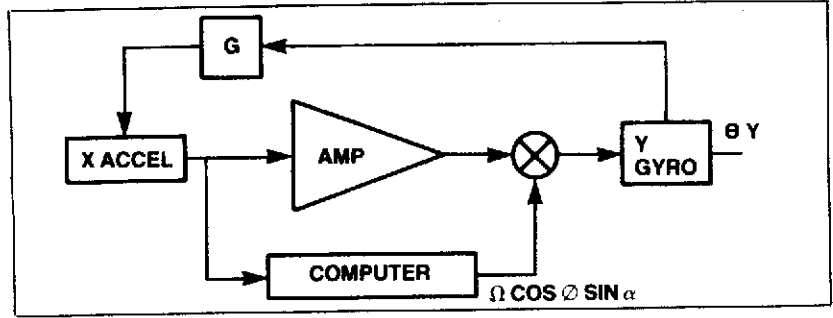 G
X ACCEL
AMP
Y
GYRO
Θ Y
COMPUTER
Ω COS ∅ SIN α